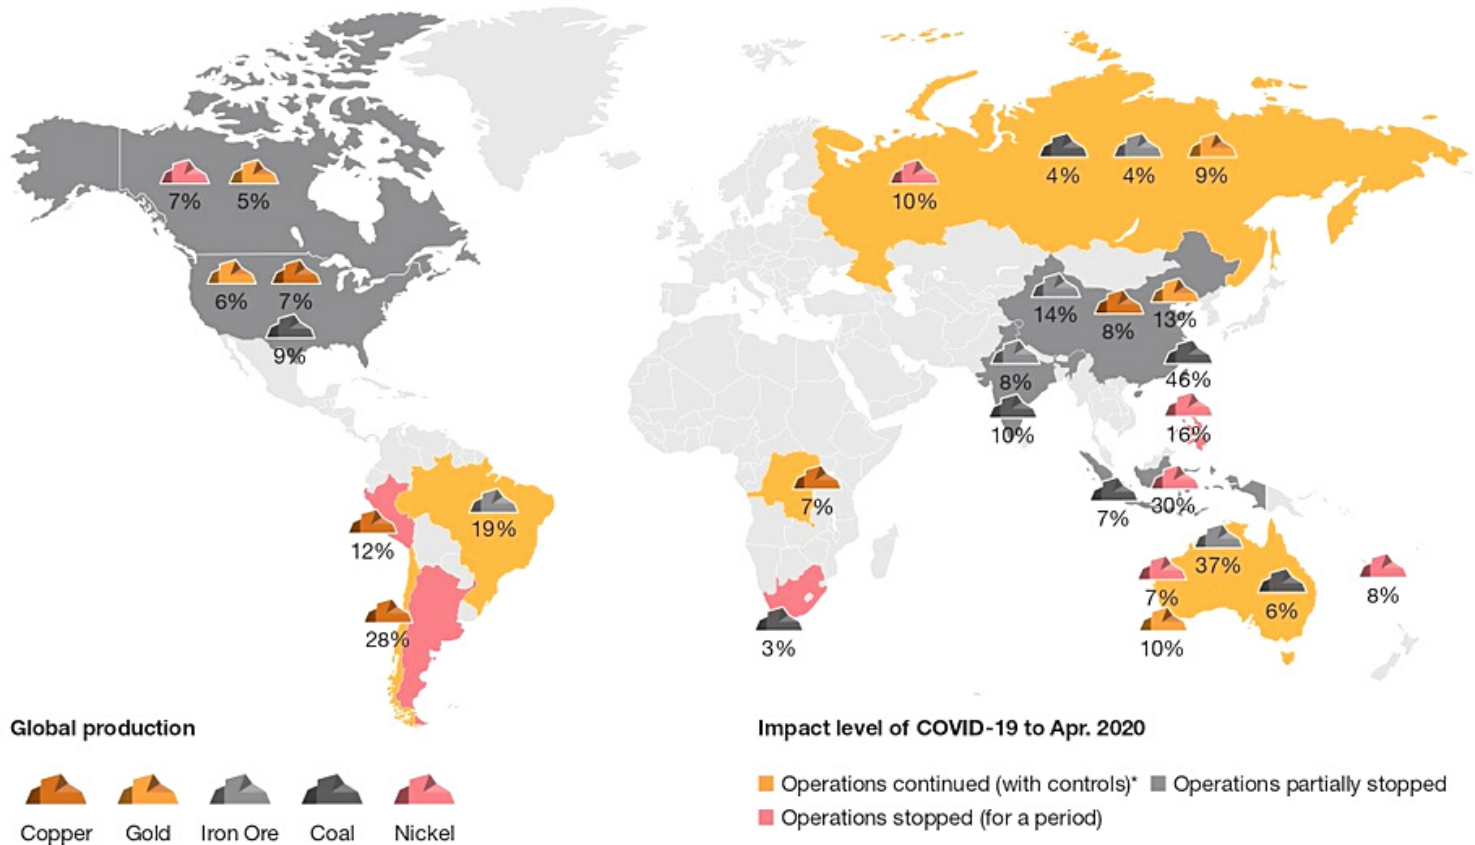 4% 4% 9%
7% 5%
10%
6% 7%
9%
14% 8% 13%
8%
46%
10%
16%
7% 30%
7%
19%
12%
37%
7% 6% 8%
28%
3%
10%
Global production
Copper Gold Iron Ore Coal Nickel
Impact level of COVID-19 to Apr. 2020
Operations continued (with controls)* Operations partially stopped
Operations stopped (for a period)